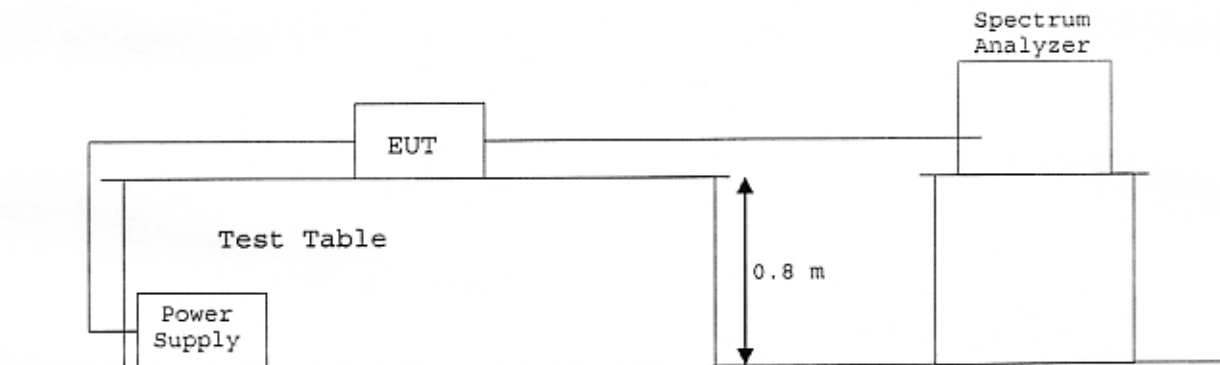 Spectrum
Analyzer
EUT
Test Table
0.8 m
Power
Supply